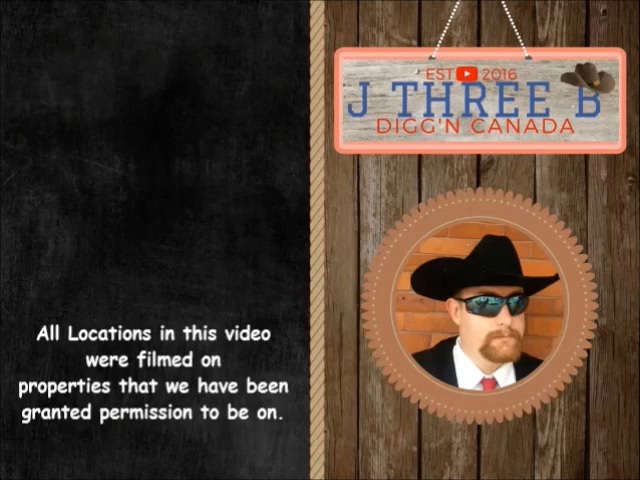 EST 2016
J THREE B
DIGG'N CANADA
All Locations in this video
were filmed on
properties that we have been
granted permission to be on.